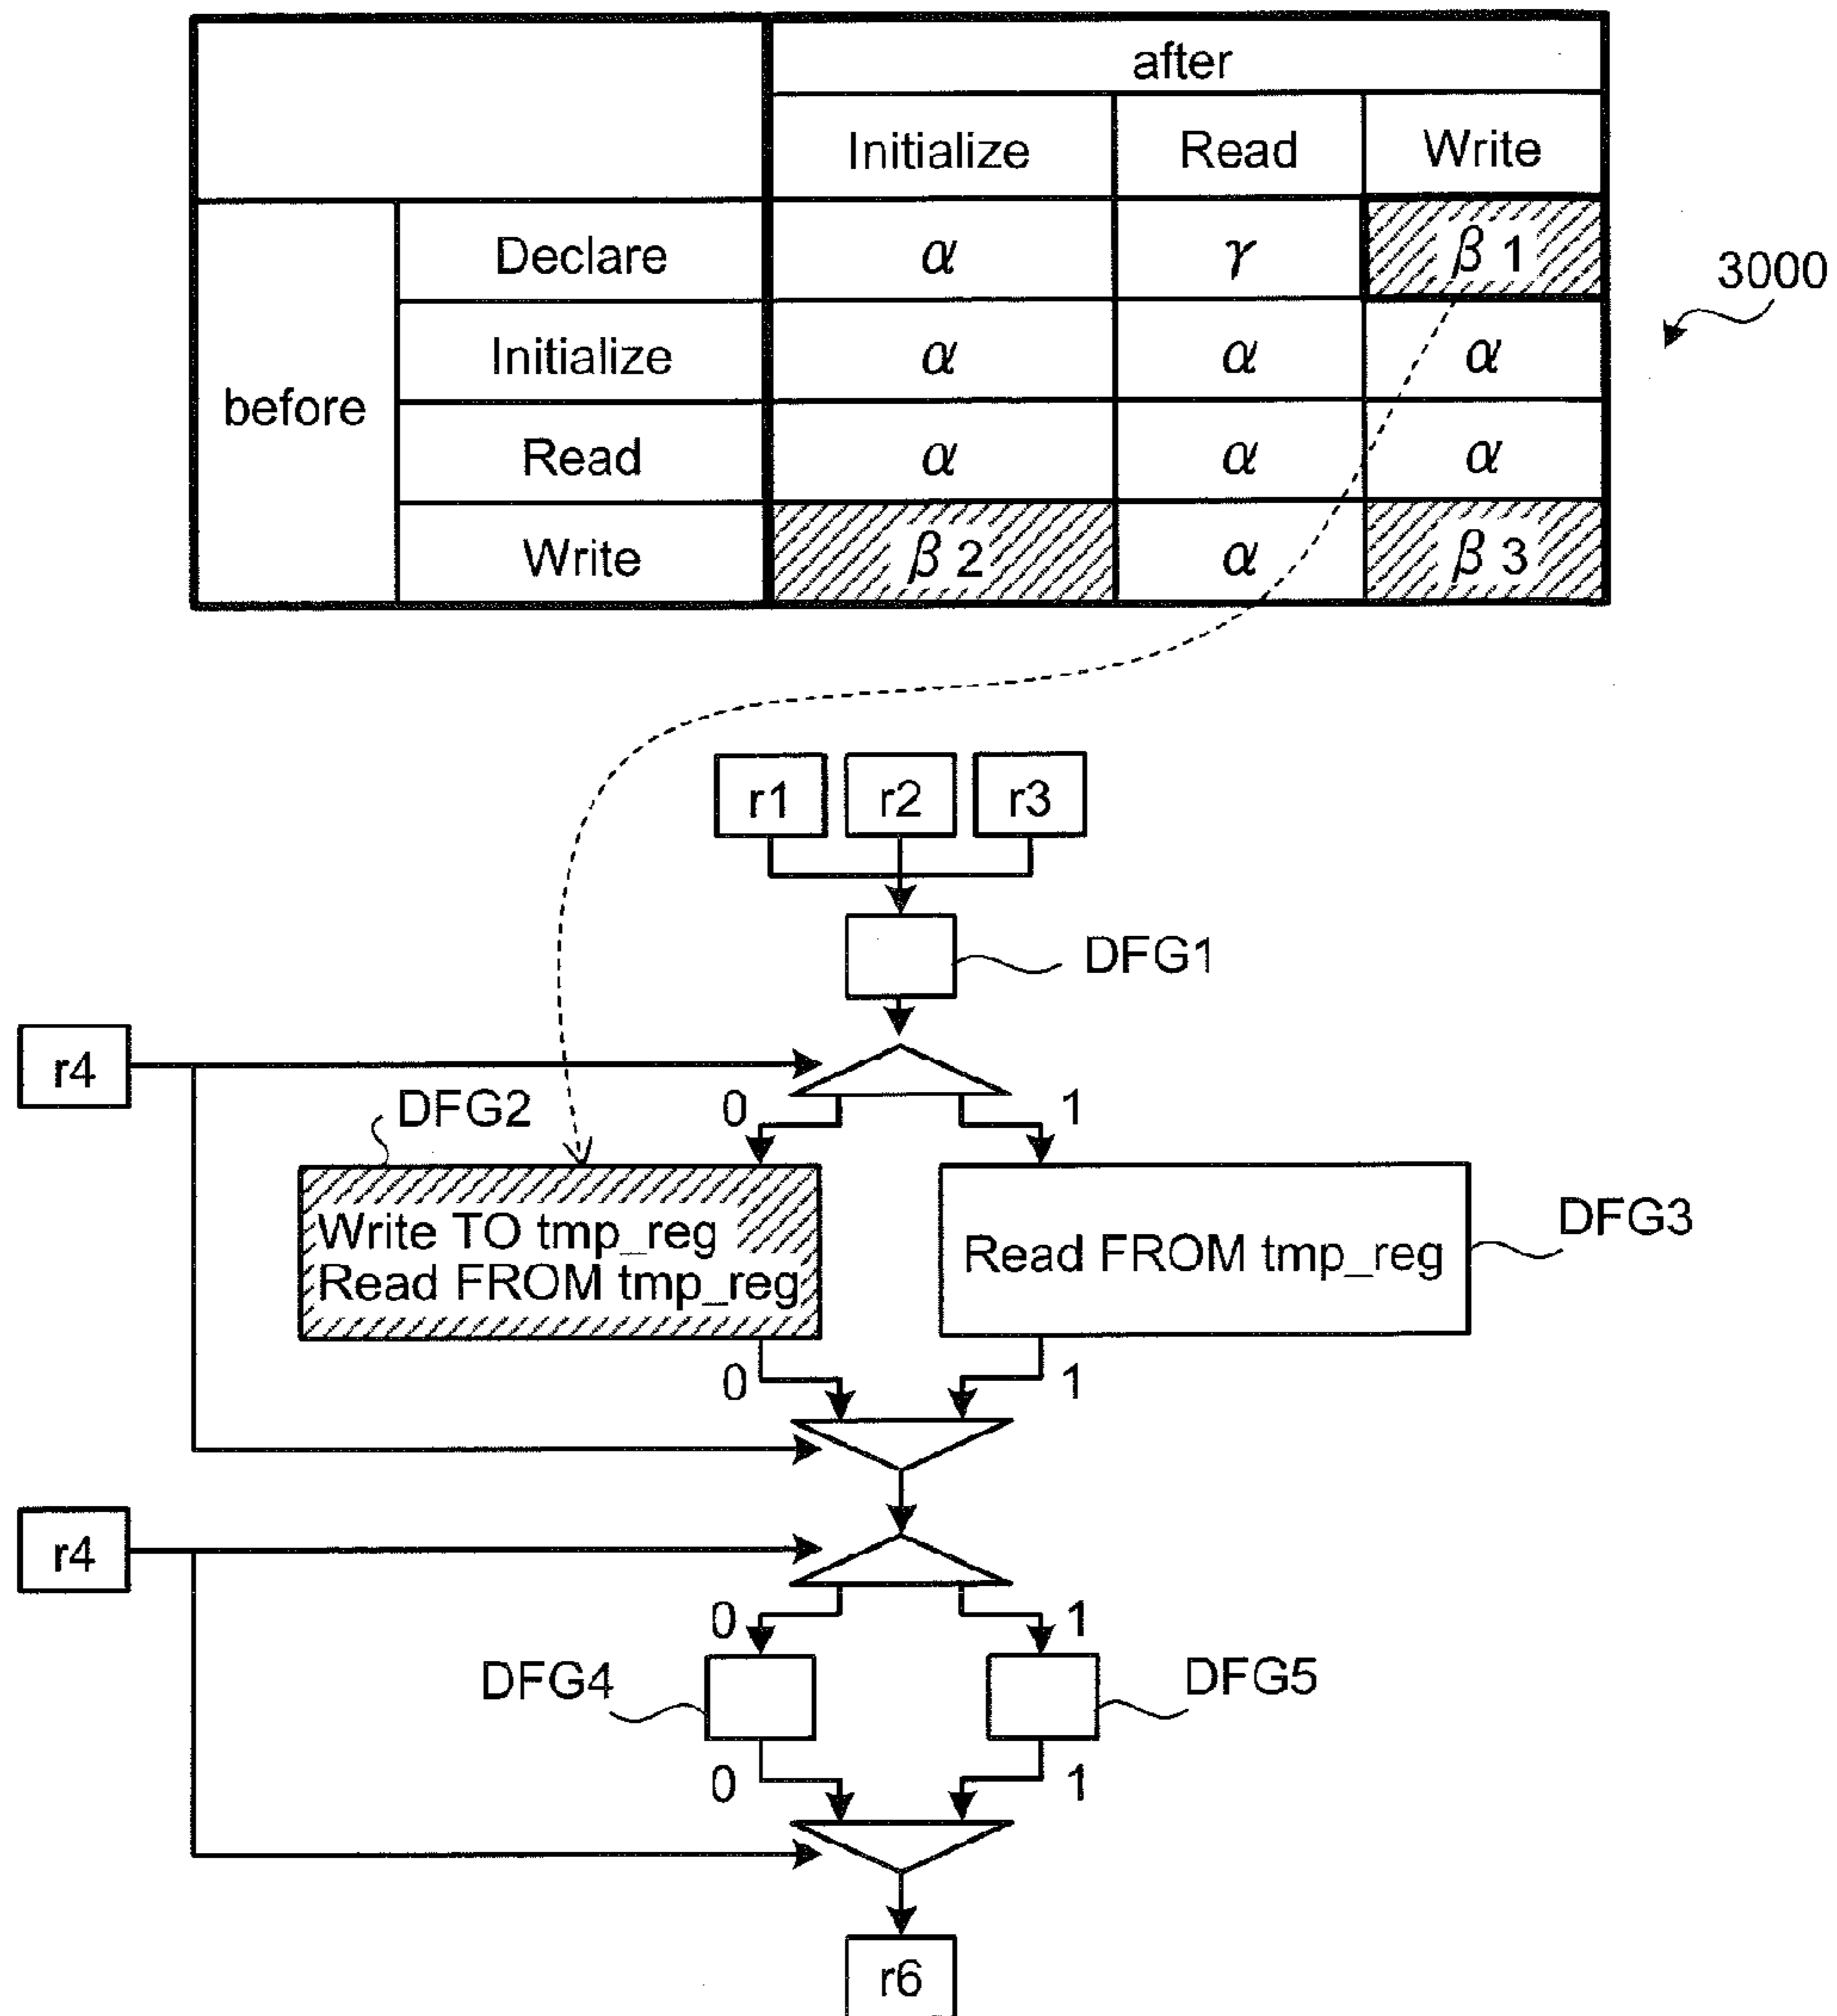 after
Initialize Read Write
before
Declare α γ β 1
Initialize α α α
Read α α α
Write β 2 α β 3
3000
r1 r2 r3
DFG1
r4
0 1
DFG2
Write TO tmp_reg
Read FROM tmp_reg
Read FROM tmp_reg
DFG3
0 1
r4
0 1
DFG4 DFG5
0 1
r6